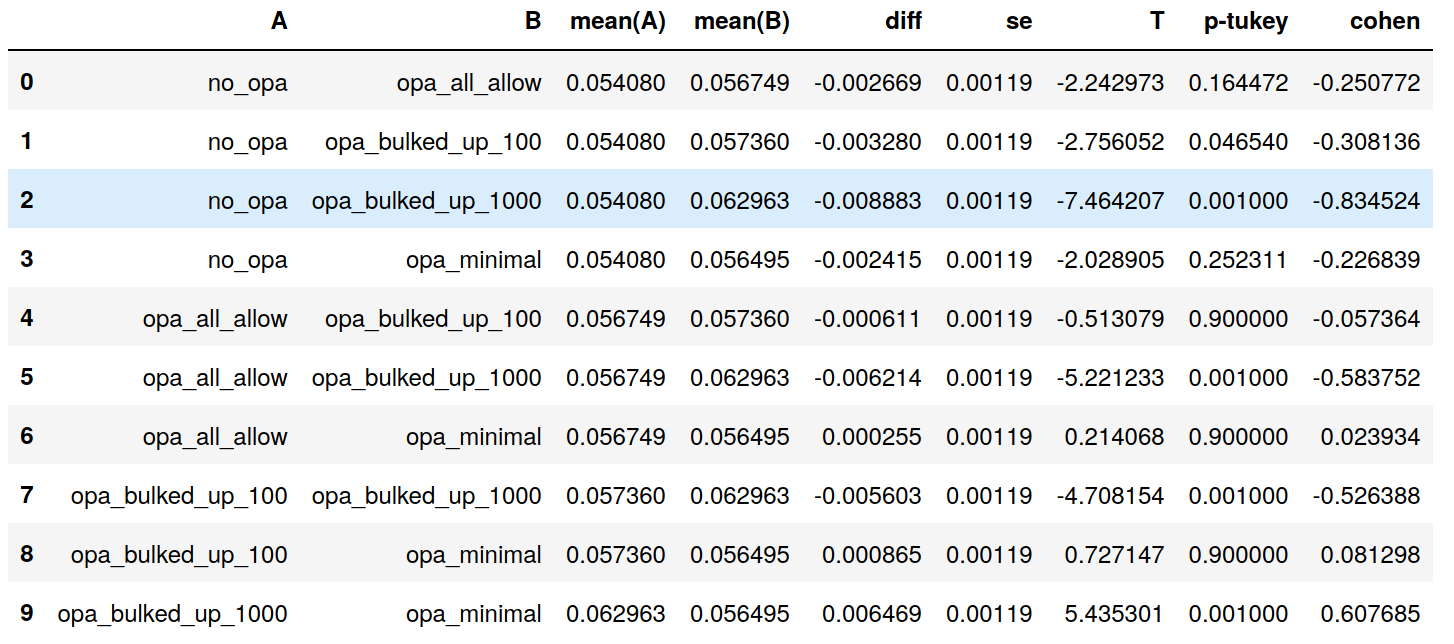 A B mean(A) mean(B) diff se T p-tukey cohen
0 no_opa opa_all_allow 0.054080 0.056749 -0.002669 0.00119 -2.242973 0.164472 -0.250772
1 no_opa opa_bulked_up_100 0.054080 0.057360 -0.003280 0.00119 -2.756052 0.046540 -0.308136
2 no_opa opa_bulked_up_1000 0.054080 0.062963 -0.008883 0.00119 -7.464207 0.001000 -0.834524
3 no_opa opa_minimal 0.054080 0.056495 -0.002415 0.00119 -2.028905 0.252311 -0.226839
4 opa_all_allow opa_bulked_up_100 0.056749 0.057360 -0.000611 0.00119 -0.513079 0.900000 -0.057364
5 opa_all_allow opa_bulked_up_1000 0.056749 0.062963 -0.006214 0.00119 -5.221233 0.001000 -0.583752
6 opa_all_allow opa_minimal 0.056749 0.056495 0.000255 0.00119 0.214068 0.900000 0.023934
7 opa_bulked_up_100 opa_bulked_up_1000 0.057360 0.062963 -0.005603 0.00119 -4.708154 0.001000 -0.526388
8 opa_bulked_up_100 opa_minimal 0.057360 0.056495 0.000865 0.00119 0.727147 0.900000 0.081298
9 opa_bulked_up_1000 opa_minimal 0.062963 0.056495 0.006469 0.00119 5.435301 0.001000 0.607685